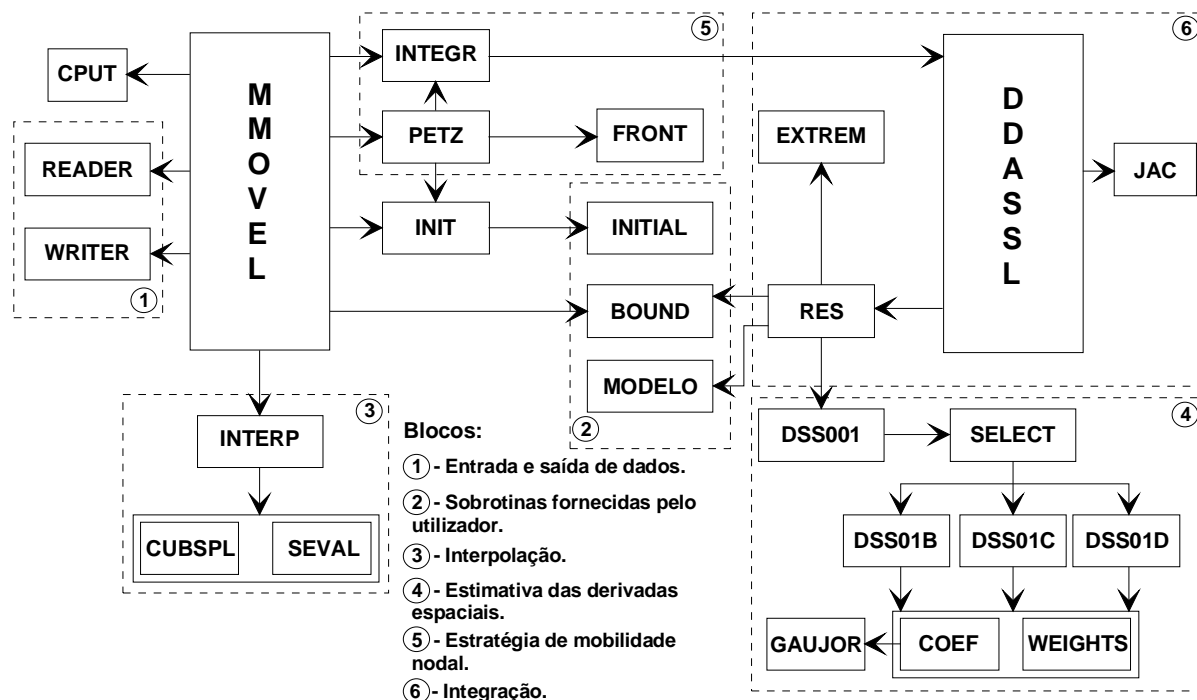 5
6
CPUT
MMOVEL
INTEGR
DDASSL
PETZ
FRONT
EXTREM
READER
JAC
INIT
INITIAL
WRITER
1
BOUND
RES
MODELO
3
2
4
INTERP
DSS001
SELECT
CUBSPL
SEVAL
DSS01B
DSS01C
DSS01D
GAUJOR
COEF
WEIGHTS
Blocos:
1 - Entrada e saída de dados.
2 - Sobrotinas fornecidas pelo
utilizador.
3 - Interpolação.
4 - Estimativa das derivadas
espaciais.
5 - Estratégia de mobilidade
nodal.
6 - Integração.